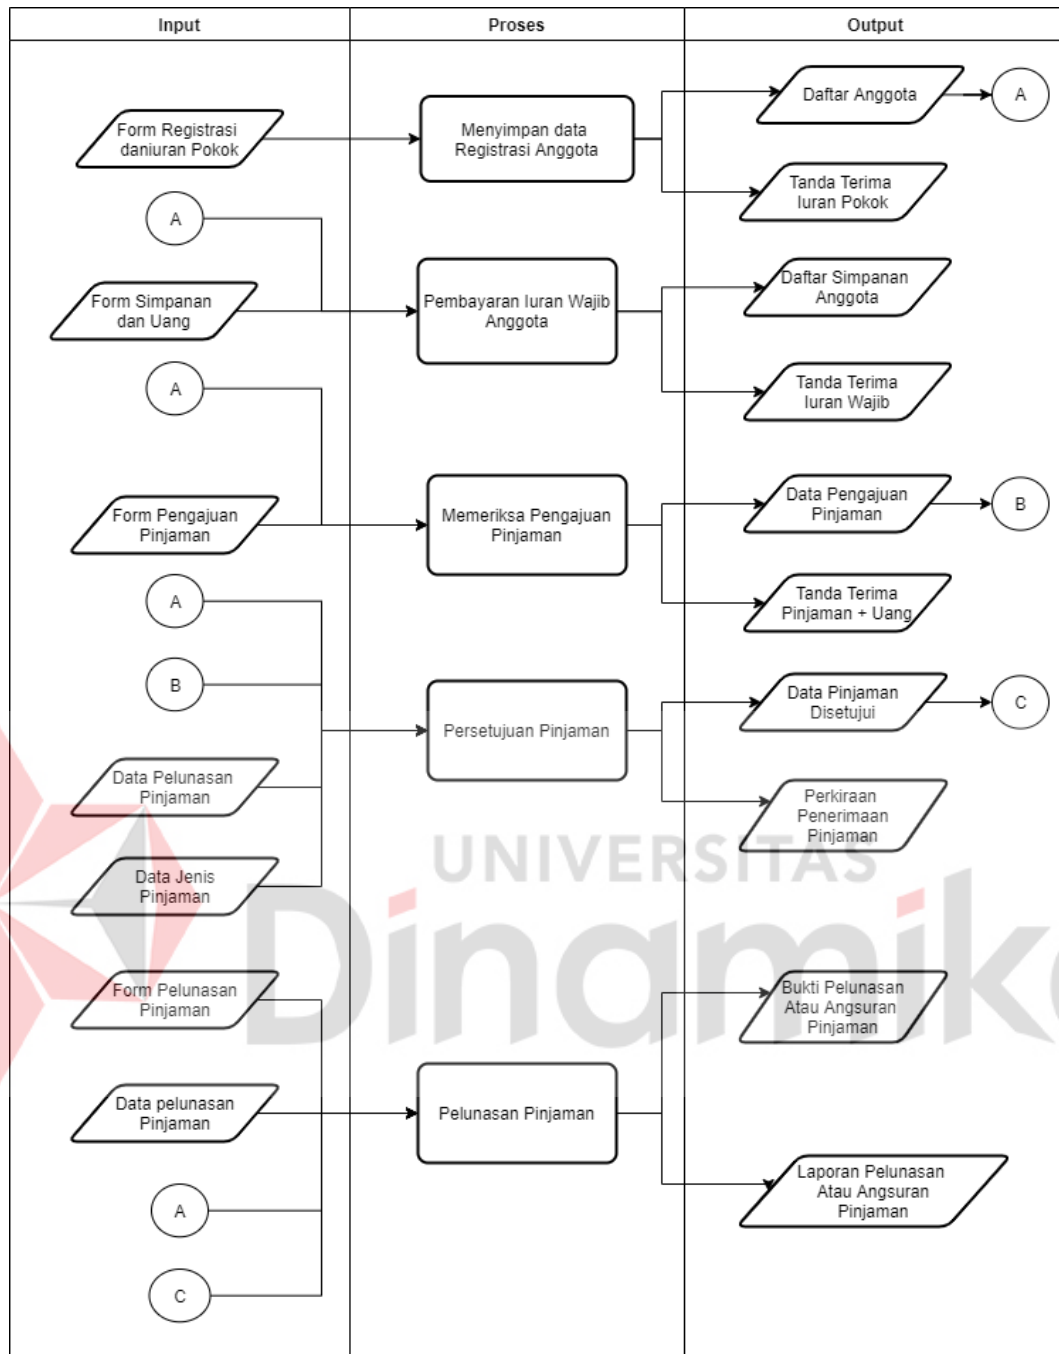 Input
Proses
Output
Form Registrasi
daniuran Pokok
Menyimpan data
Registrasi Anggota
Daftar Anggota
A
Tanda Terima
Iuran Pokok
A
Form Simpanan
dan Uang
Pembayaran Iuran Wajib
Anggota
Daftar Simpanan
Anggota
Tanda Terima
Iuran Wajib
A
Form Pengajuan
Pinjaman
Memeriksa Pengajuan
Pinjaman
Data Pengajuan
Pinjaman
B
Tanda Terima
Pinjaman + Uang
A
B
Persetujuan Pinjaman
Data Pinjaman
Disetujui
C
Data Pelunasan
Pinjaman
Perkiraan
Penerimaan
Pinjaman
Data Jenis
Pinjaman
UNIVERSITAS
Dinamika
Form Pelunasan
Pinjaman
Bukti Pelunasan
Atau Angsuran
Pinjaman
Data pelunasan
Pinjaman
Pelunasan Pinjaman
Laporan Pelunasan
Atau Angsuran
Pinjaman
A
C